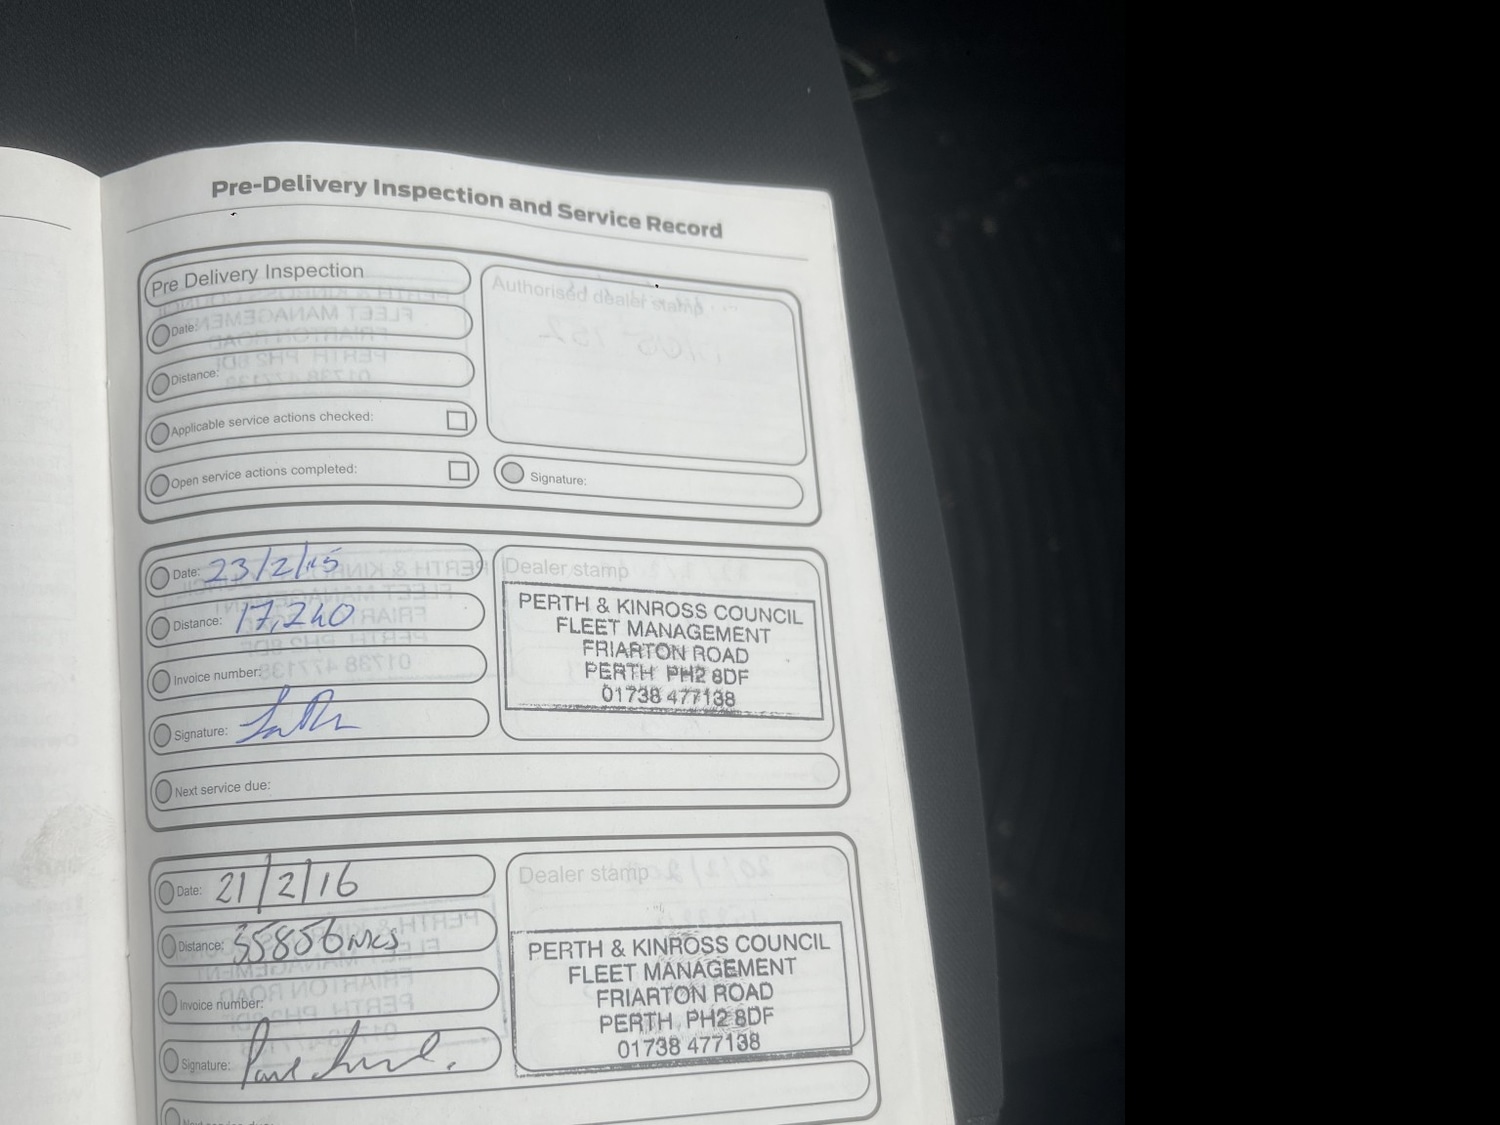 Pre-Delivery Inspection and Service Record
Pre Delivery Inspection
Date:
Distance:
Applicable service actions checked:
Open service actions completed:
Authorised dealer stamp
Signature:
Date: 23/2/15
Distance: 17,240
Invoice number:
Signature:
Next service due:
Dealer stamp
PERTH & KINROSS COUNCIL
FLEET MANAGEMENT
FRIARTON ROAD
PERTH PH2 8DF
01738 477138
Date: 21/2/16
Distance: 35856 MLS
Invoice number:
Signature:
Dealer stamp
PERTH & KINROSS COUNCIL
FLEET MANAGEMENT
FRIARTON ROAD
PERTH PH2 8DF
01738 477138